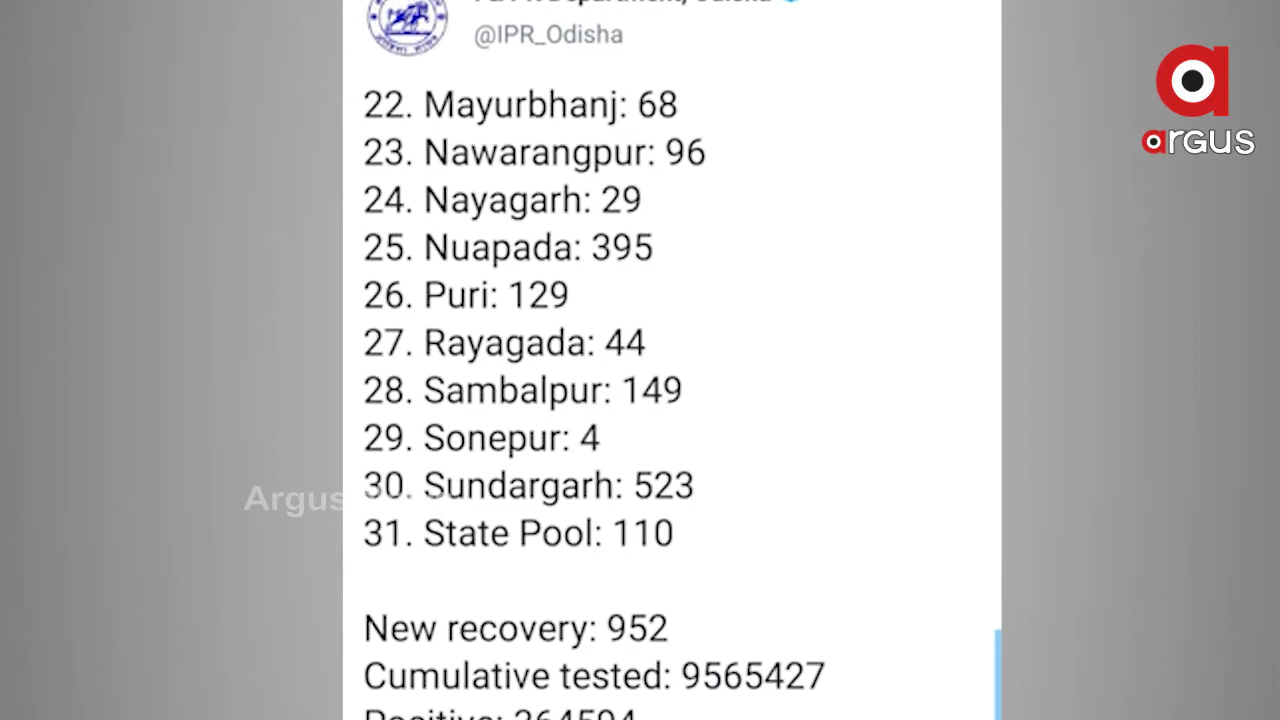 @IPR_Odisha
22. Mayurbhanj: 68
23. Nawarangpur: 96
24. Nayagarh: 29
25. Nuapada: 395
26. Puri: 129
27. Rayagada: 44
28. Sambalpur: 149
29. Sonepur: 4
30. Sundargarh: 523
31. State Pool: 110
New recovery: 952
Cumulative tested: 9565427
argus
Argus